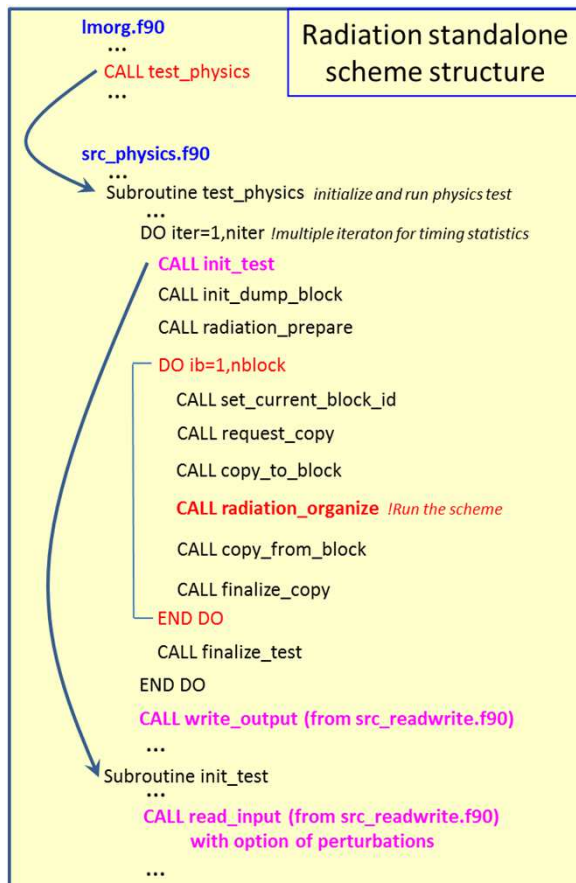 Radiation standalone
scheme structure
lmorg.f90
...
CALL test_physics
...
src_physics.f90
...
Subroutine test_physics initialize and run physics test
...
DO iter=1,niter !multiple iteraton for timing statistics
CALL init_test
CALL init_dump_block
CALL radiation_prepare
DO ib=1,nblock
CALL set_current_block_id
CALL request_copy
CALL copy_to_block
CALL radiation_organize !Run the scheme
CALL copy_from_block
CALL finalize_copy
END DO
CALL finalize_test
END DO
CALL write_output (from src_readwrite.f90)
...
Subroutine init_test
...
CALL read_input (from src_readwrite.f90)
with option of perturbations
...